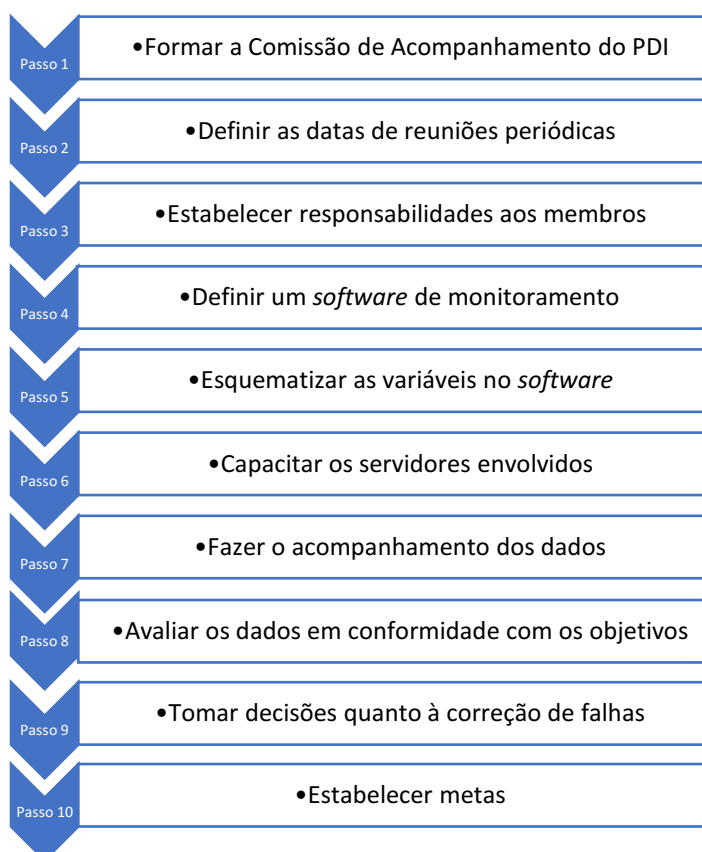 Passo 1
•Formar a Comissão de Acompanhamento do PDI
Passo 2
•Definir as datas de reuniões periódicas
Passo 3
•Estabelecer responsabilidades aos membros
Passo 4
•Definir um software de monitoramento
Passo 5
•Esquematizar as variáveis no software
Passo 6
•Capacitar os servidores envolvidos
Passo 7
•Fazer o acompanhamento dos dados
Passo 8
•Avaliar os dados em conformidade com os objetivos
Passo 9
•Tomar decisões quanto à correção de falhas
Passo 10
•Estabelecer metas